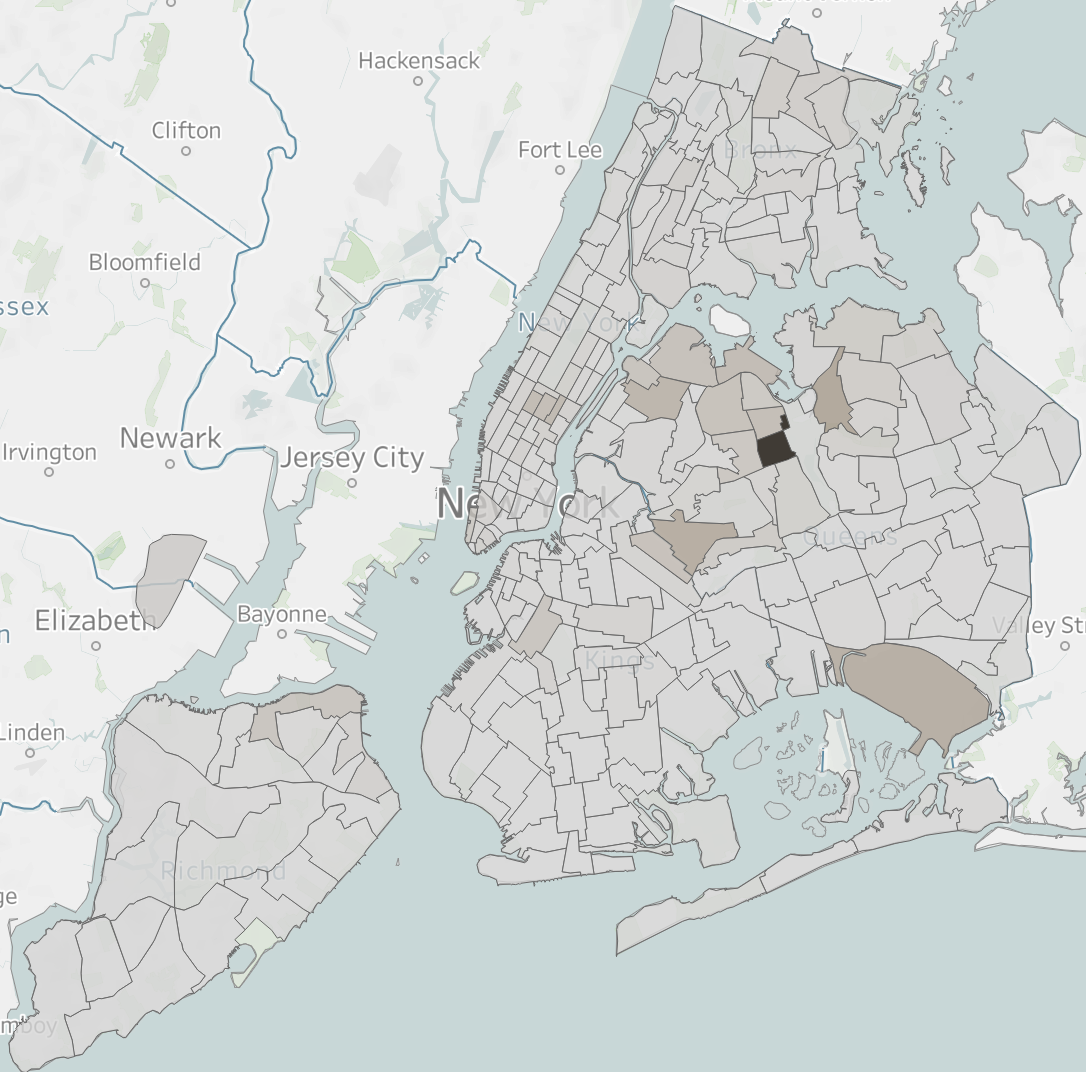 Hackensack
Clifton
Fort Lee
Bronx
Bloomfield
ssex
New York
Newark
Irvington
Jersey City
New York
Queens
Elizabeth
Bayonne
n
Valley Str
Kings
Linden
Richmond
ge
mboy